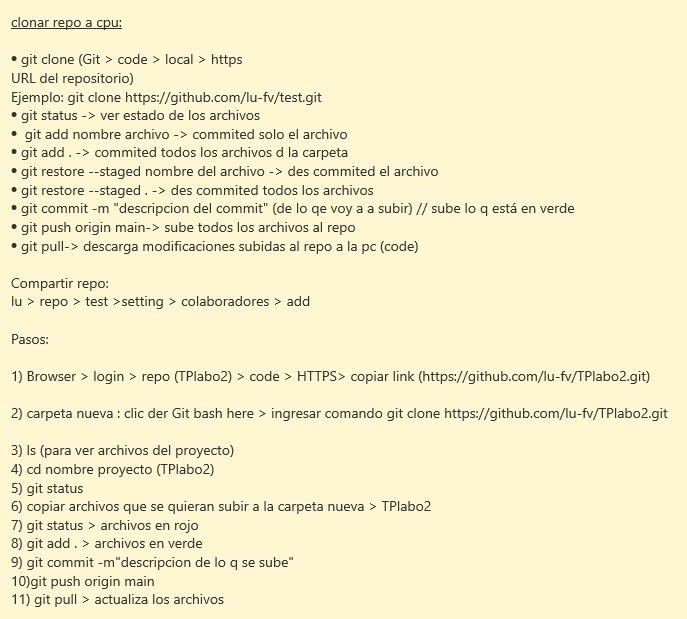 clonar repo a cpu:
• git clone (Git > code > local > https
URL del repositorio)
Ejemplo: git clone https://github.com/lu-fv/test.git
• git status -> ver estado de los archivos
• git add nombre archivo -> commited solo el archivo
• git add . -> commited todos los archivos d la carpeta
• git restore --staged nombre del archivo -> des commited el archivo
• git restore --staged . -> des commited todos los archivos
• git commit -m "descripcion del commit" (de lo qe voy a a subir) // sube lo q está en verde
• git push origin main-> sube todos los archivos al repo
• git pull-> descarga modificaciones subidas al repo a la pc (code)
Compartir repo:
lu > repo > test >setting > colaboradores > add
Pasos:
1) Browser > login > repo (TPlabo2) > code > HTTPS> copiar link (https://github.com/lu-fv/TPlabo2.git)
2) carpeta nueva : clic der Git bash here > ingresar comando git clone https://github.com/lu-fv/TPlabo2.git
3) ls (para ver archivos del proyecto)
4) cd nombre proyecto (TPlabo2)
5) git status
6) copiar archivos que se quieran subir a la carpeta nueva > TPlabo2
7) git status > archivos en rojo
8) git add . > archivos en verde
9) git commit -m"descripcion de lo q se sube"
10)git push origin main
11) git pull > actualiza los archivos